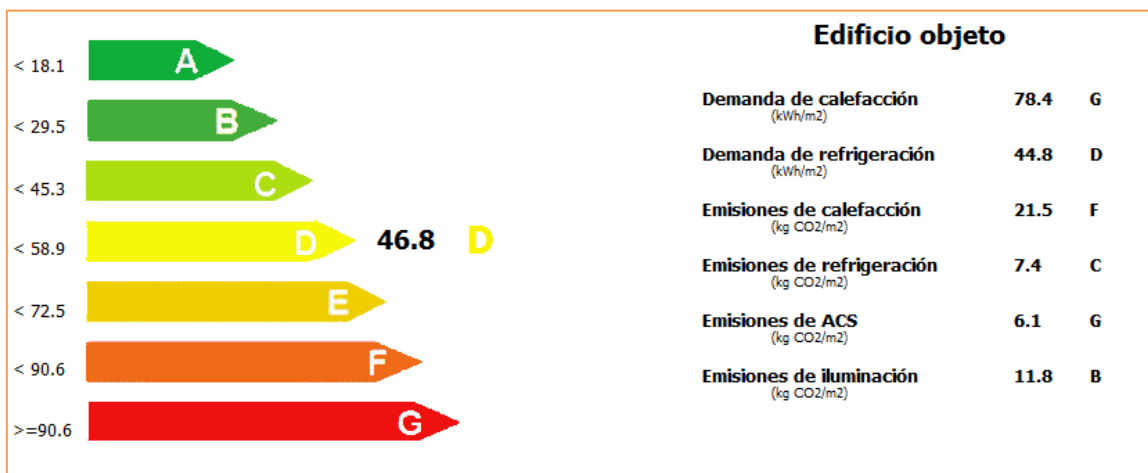 Edificio objeto
< 18.1 A
< 29.5 B
< 45.3 C
< 58.9 D 46.8 D
< 72.5 E
< 90.6 F
>=90.6 G
Demanda de calefacción 78.4 G
(kWh/m2)
Demanda de refrigeración 44.8 D
(kWh/m2)
Emisiones de calefacción 21.5 F
(kg CO2/m2)
Emisiones de refrigeración 7.4 C
(kg CO2/m2)
Emisiones de ACS 6.1 G
(kg CO2/m2)
Emisiones de iluminación 11.8 B
(kg CO2/m2)